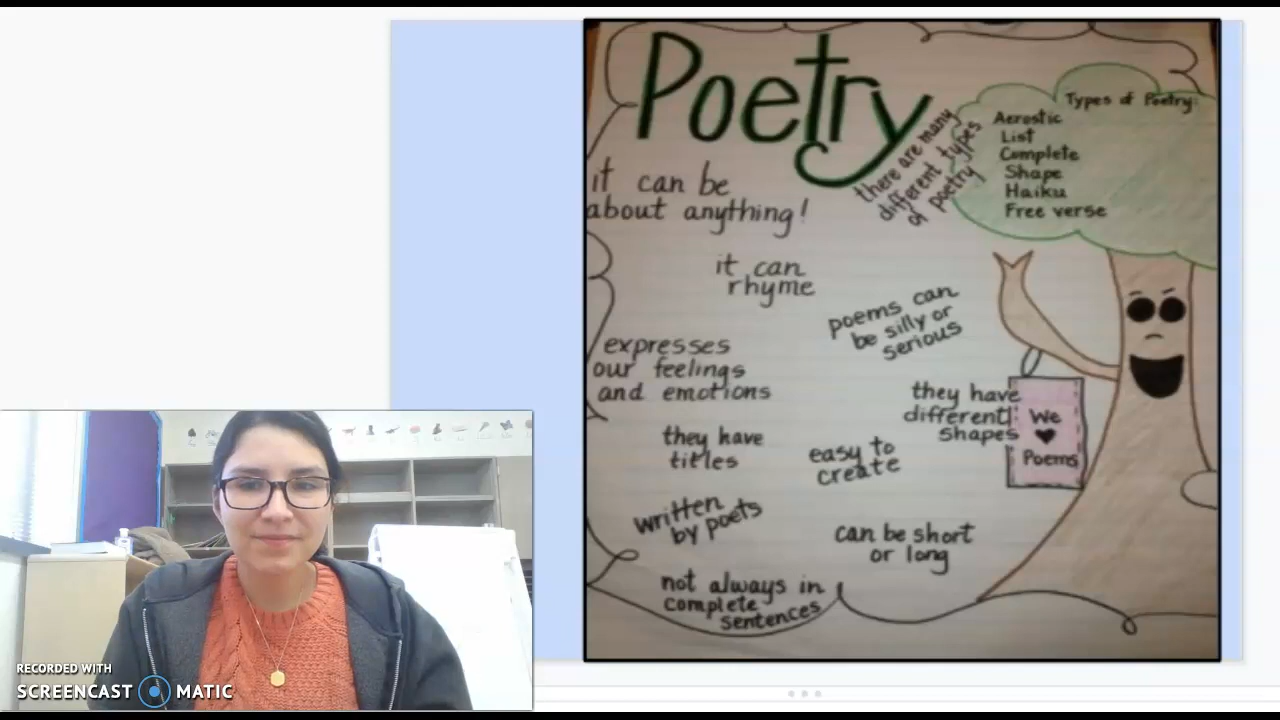 Poetry
it can be
about anything!
there are many
different types
of poetry
Types of Poetry:
Acrostic
List
Complete
Shape
Haiku
Free verse
it can
rhyme
poems can
be silly or
serious
expresses
our feelings
and emotions
they have
different
shapes
We
♥
Poems
they have
titles
easy to
create
written
by poets
can be short
or long
not always in
complete
sentences
RECORDED WITH
SCREENCAST MATIC